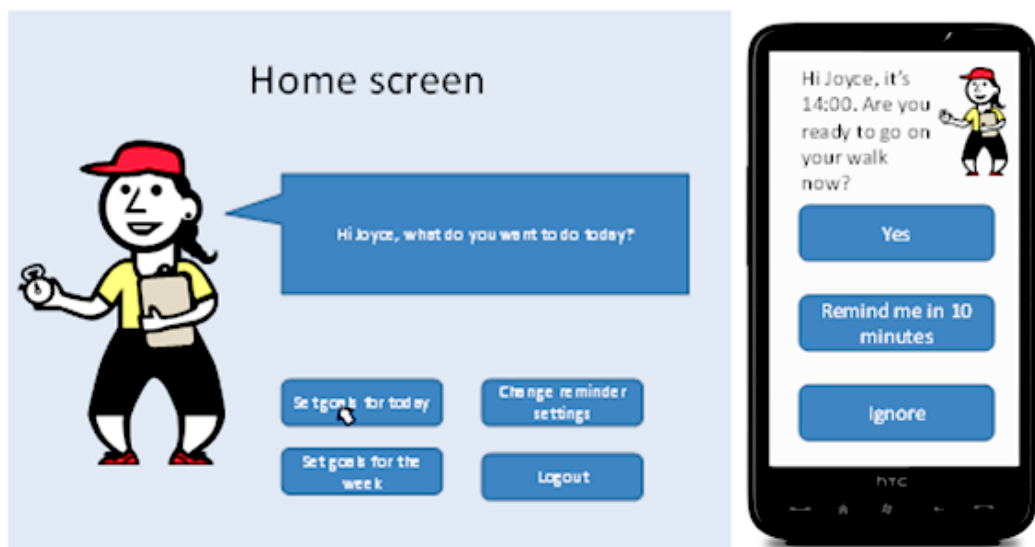 Home screen
Hi Joyce, what do you want to do today?
Set goals for today
Change reminder
settings
Set goals for the
week
Logout
Hi Joyce, it's
14:00. Are you
ready to go on
your walk
now?
Yes
Remind me in 10
minutes
Ignore
hTC